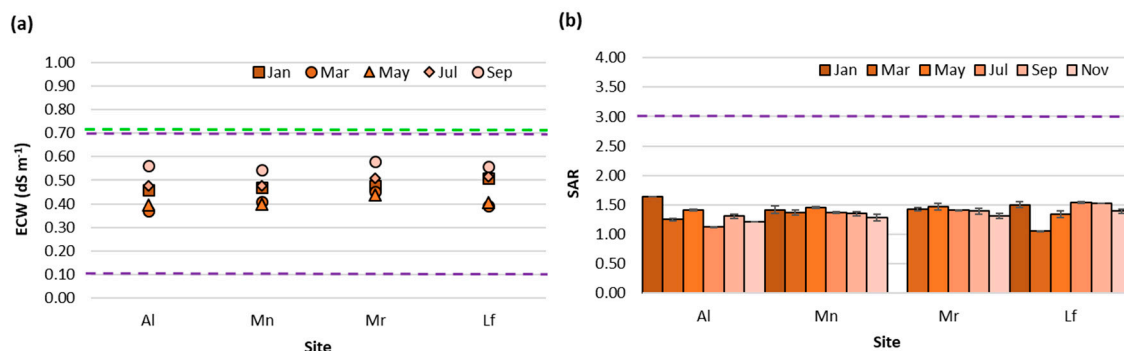 (a)
ECW (dS m⁻¹)
1.00
0.90
0.80
0.70
0.60
0.50
0.40
0.30
0.20
0.10
0.00
Jan Mar May Jul Sep
Al Mn Mr Lf
Site
(b)
SAR
4.00
3.50
3.00
2.50
2.00
1.50
1.00
0.50
0.00
Jan Mar May Jul Sep Nov
Al Mn Mr Lf
Site